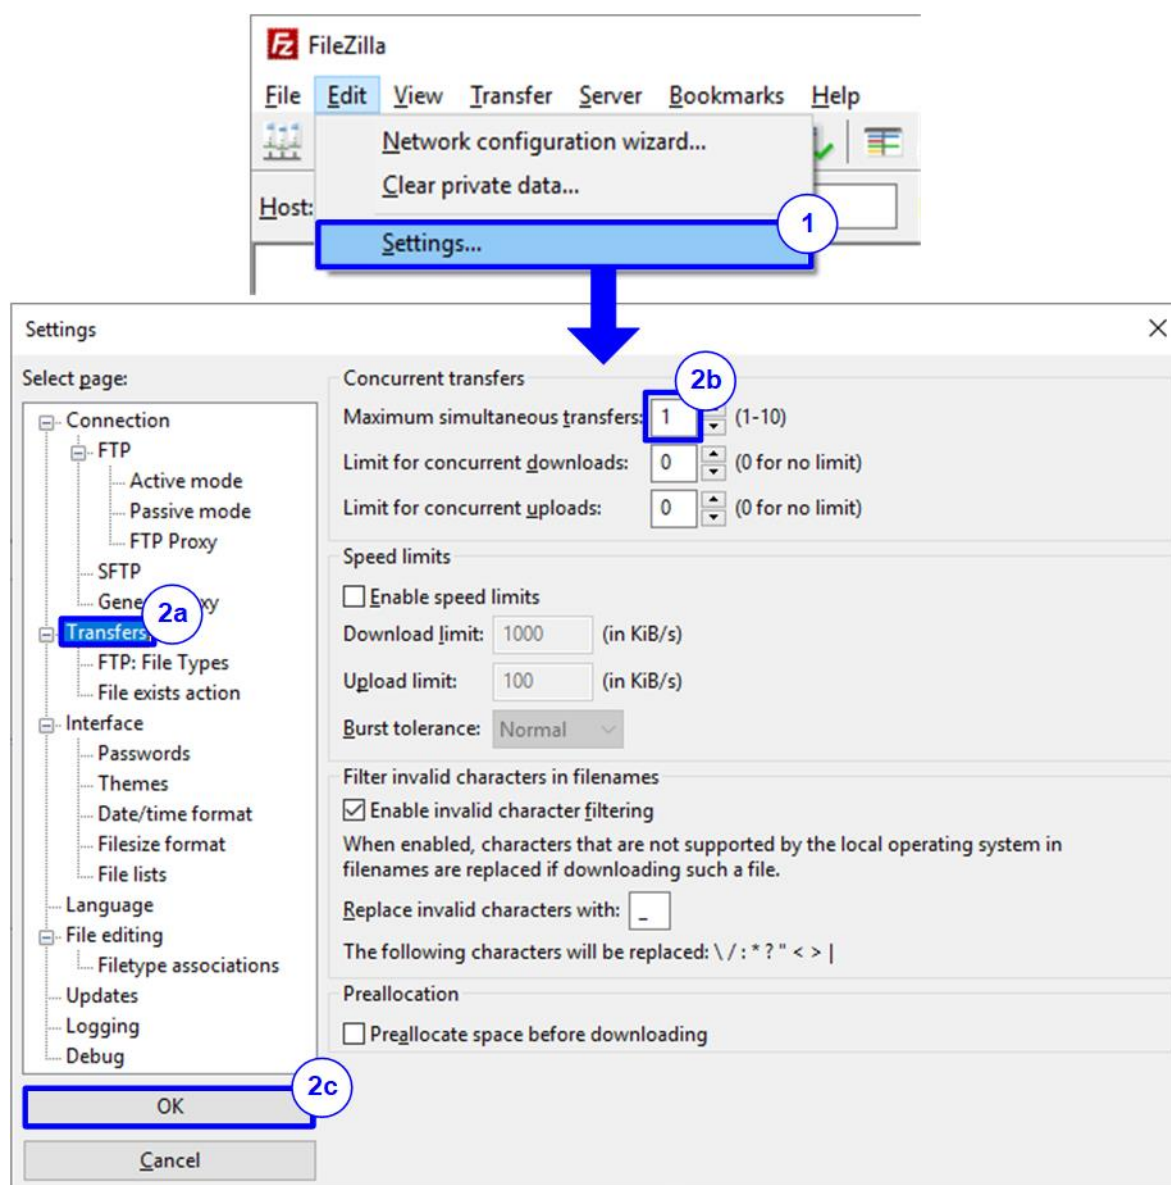 FileZilla
File Edit View Transfer Server Bookmarks Help
Network configuration wizard...
Clear private data...
Host:
1
Settings...
Settings
Select page:
Connection
FTP
Active mode
Passive mode
FTP Proxy
SFTP
2a
Transfers
FTP: File Types
File exists action
Interface
Passwords
Themes
Date/time format
Filesize format
File lists
Language
File editing
Filetype associations
Updates
Logging
Debug
2c
OK
Cancel
Concurrent transfers
2b
Maximum simultaneous transfers: 1 (1-10)
Limit for concurrent downloads: 0 (0 for no limit)
Limit for concurrent uploads: 0 (0 for no limit)
Speed limits
Enable speed limits
Download limit: 1000 (in KiB/s)
Upload limit: 100 (in KiB/s)
Burst tolerance: Normal
Filter invalid characters in filenames
Enable invalid character filtering
When enabled, characters that are not supported by the local operating system in
filenames are replaced if downloading such a file.
Replace invalid characters with: _
The following characters will be replaced: \ / : * ? " < > |
Preallocation
Preallocate space before downloading